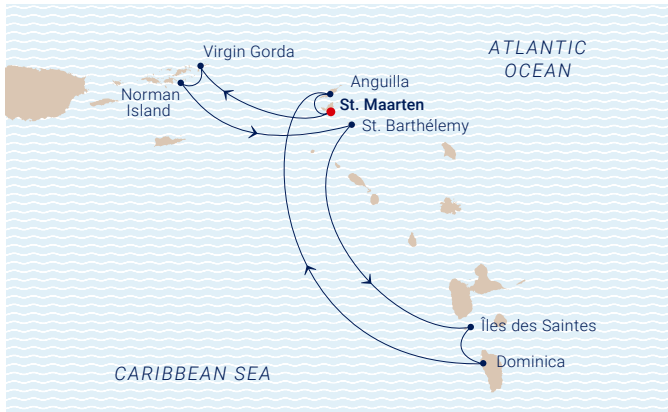 ATLANTIC
OCEAN
Virgin Gorda
Anguilla
Norman
Island
St. Maarten
St. Barthélemy
Îles des Saintes
Dominica
CARIBBEAN SEA